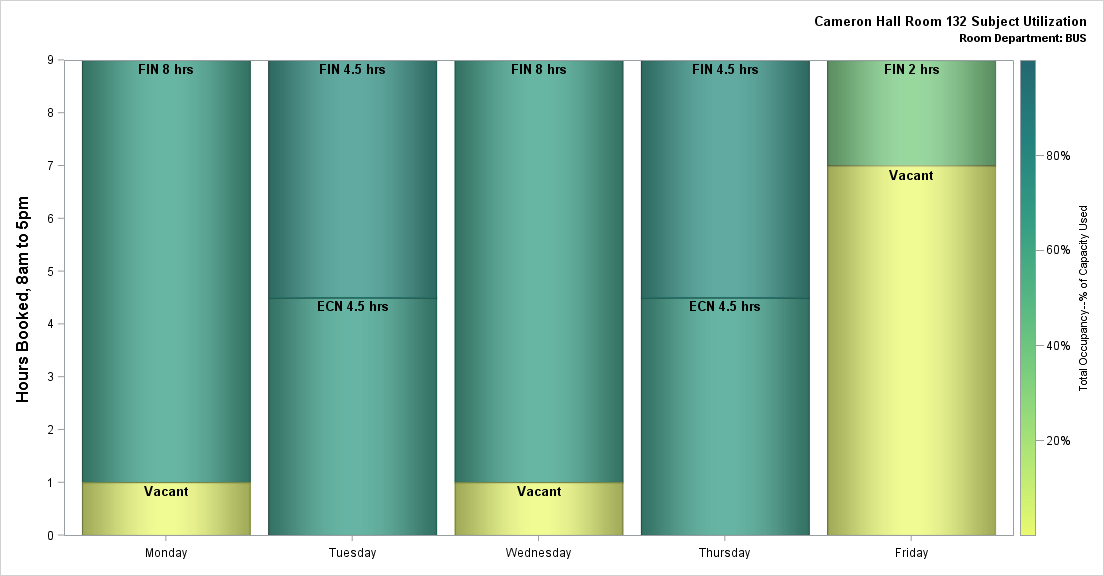 Cameron Hall Room 132 Subject Utilization
Room Department: BUS
Hours Booked, 8am to 5pm
9
8
7
6
5
4
3
2
1
0
FIN 8 hrs
Vacant
FIN 4.5 hrs
ECN 4.5 hrs
FIN 8 hrs
Vacant
FIN 4.5 hrs
ECN 4.5 hrs
FIN 2 hrs
Vacant
Monday
Tuesday
Wednesday
Thursday
Friday
80%
60%
40%
20%
Total Occupancy--% of Capacity Used